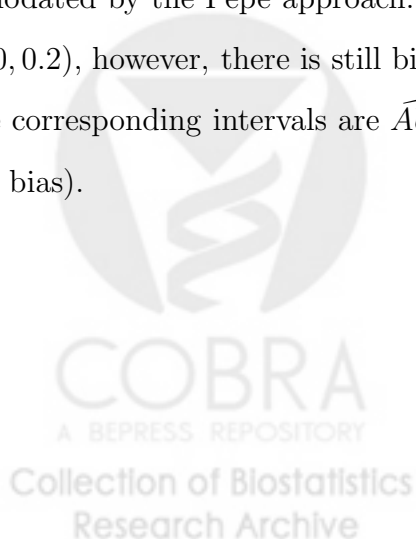 odated by the Pepe approach.
0, 0.2), however, there is still bi
corresponding intervals are
bias).
COBRA
A BEPRESS REPOSITORY
Collection of Biostatistics
Research Archive